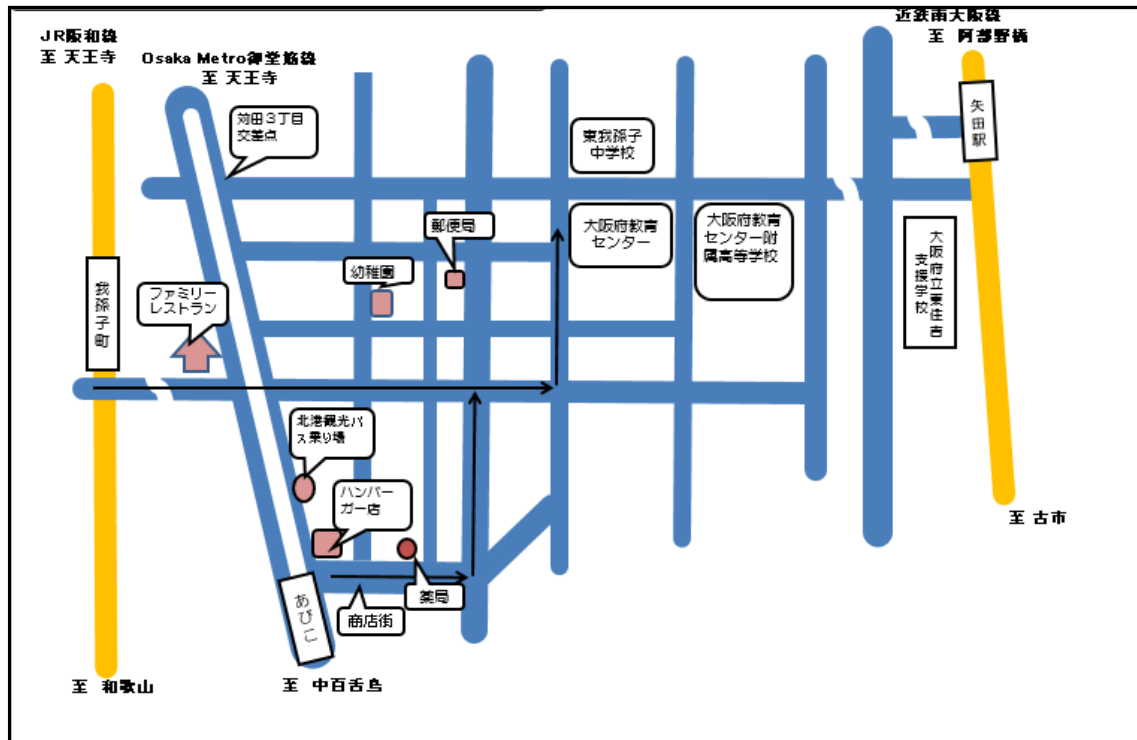 JR阪和線
至 天王寺
Osaka Metro御堂筋線
至 天王寺
近鉄南大阪線
至 阿部野橋
苅田3丁目
交差点
東我孫子
中学校
矢田駅
郵便局
大阪府教育
センター
大阪府教育
センター附
属高等学校
大阪府立東住吉
支援学校
幼稚園
我孫子町
ファミリー
レストラン
北港観光バ
ス乗り場
ハンバー
ガー店
薬局
商店街
あびこ
至 古市
至 和歌山
至 中百舌鳥